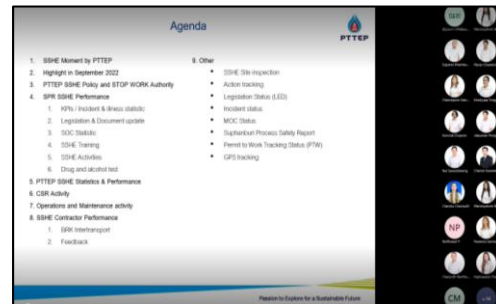 Agenda
PTTEP
1. SSHE Moment by PTTEP
2. Highlight in September 2022
3. PTTEP SSHE Policy and STOP WORK Authority
4. SPR SSHE Performance
1. KPIs / Incident & illness statistic
2. Legislation & Document update
3. SOC Statistic
4. SSHE Training
5. SSHE Activities
6. Drug and alcohol test
5. PTTEP SSHE Statistics & Performance
6. CSR Activity
7. Operations and Maintenance activity
8. SSHE Contractor Performance
1. BRK Intertransport
2. Feedback
9. Other
• SSHE Site inspection
• Action tracking
• Legislation Status (LED)
• Incident status
• MOC Status
• Suphanburi Process Safety Report
• Permit to Work Tracking Status (PTW)
• GPS tracking
Passion to Explore for a Sustainable Future
NP
CM